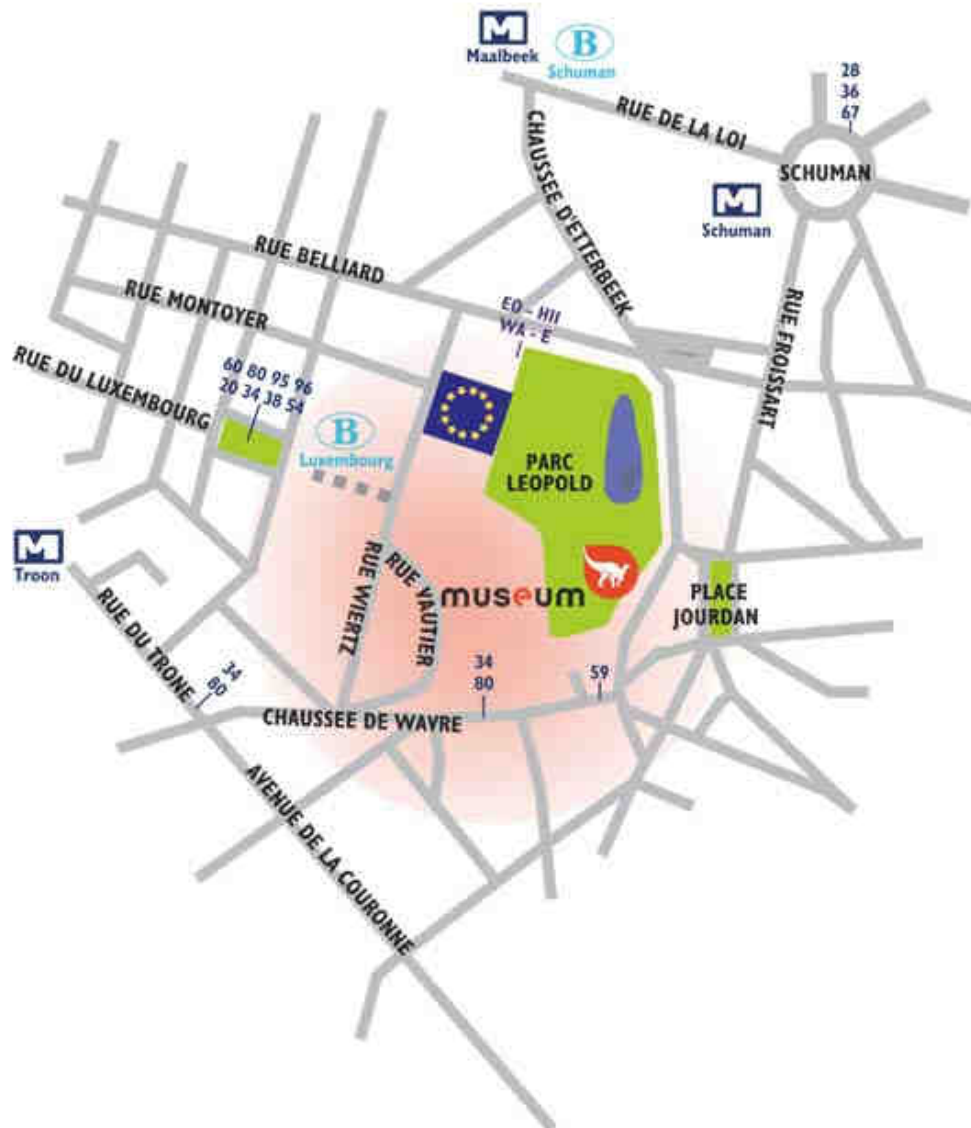 M
Maalbeek
B
Schuman
28
36
67
RUE DE LA LOI
SCHUMAN
CHAUSSEE D'ETTERBEEK
M
Schuman
RUE BELLIARD
RUE MONTOYER
RUE DU LUXEMBOURG
EO - HII
WA - E
RUE FROISSART
60 80 95 96
20 34 38 54
B
Luxembourg
PARC
LEOPOLD
M
Troon
RUE DU TRONE
RUE WIERTZ
RUE VAUTIER
museum
PLACE
JOURDAN
34
80
34
80
59
CHAUSSEE DE WAVRE
AVENUE DE LA COURONNE